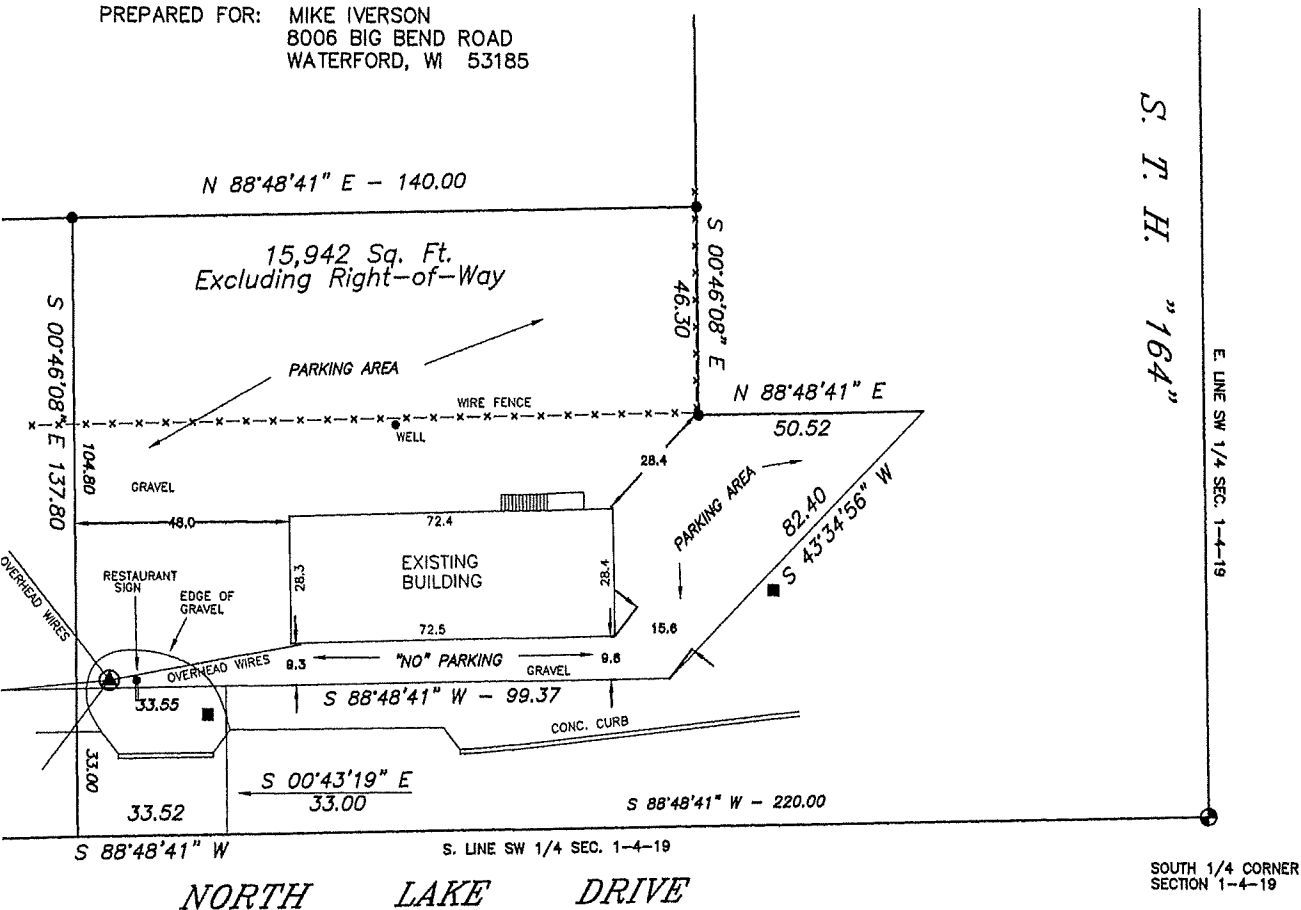 PREPARED FOR: MIKE IVERSON
8006 BIG BEND ROAD
WATERFORD, WI 53185
S. T. H. "164"
N 88°48'41" E - 140.00
15,942 Sq. Ft.
Excluding Right-of-Way
S 00°46'08" E
46.30
S 00°46'08" E 137.80
104.80
PARKING AREA
WIRE FENCE
WELL
N 88°48'41" E
50.52
E. LINE SW 1/4 SEC. 1-4-19
GRAVEL
28.4
PARKING AREA
82.40
S 43°34'56" W
48.0
72.4
EXISTING
BUILDING
28.3
28.4
OVERHEAD WIRES
RESTAURANT
SIGN
EDGE OF
GRAVEL
72.5
15.6
OVERHEAD WIRES
9.3
"NO" PARKING
9.6
GRAVEL
33.55
S 88°48'41" W - 99.37
CONC. CURB
33.00
S 00°43'19" E
33.00
33.52
S 88°48'41" W - 220.00
S 88°48'41" W
S. LINE SW 1/4 SEC. 1-4-19
NORTH LAKE DRIVE
SOUTH 1/4 CORNER
SECTION 1-4-19